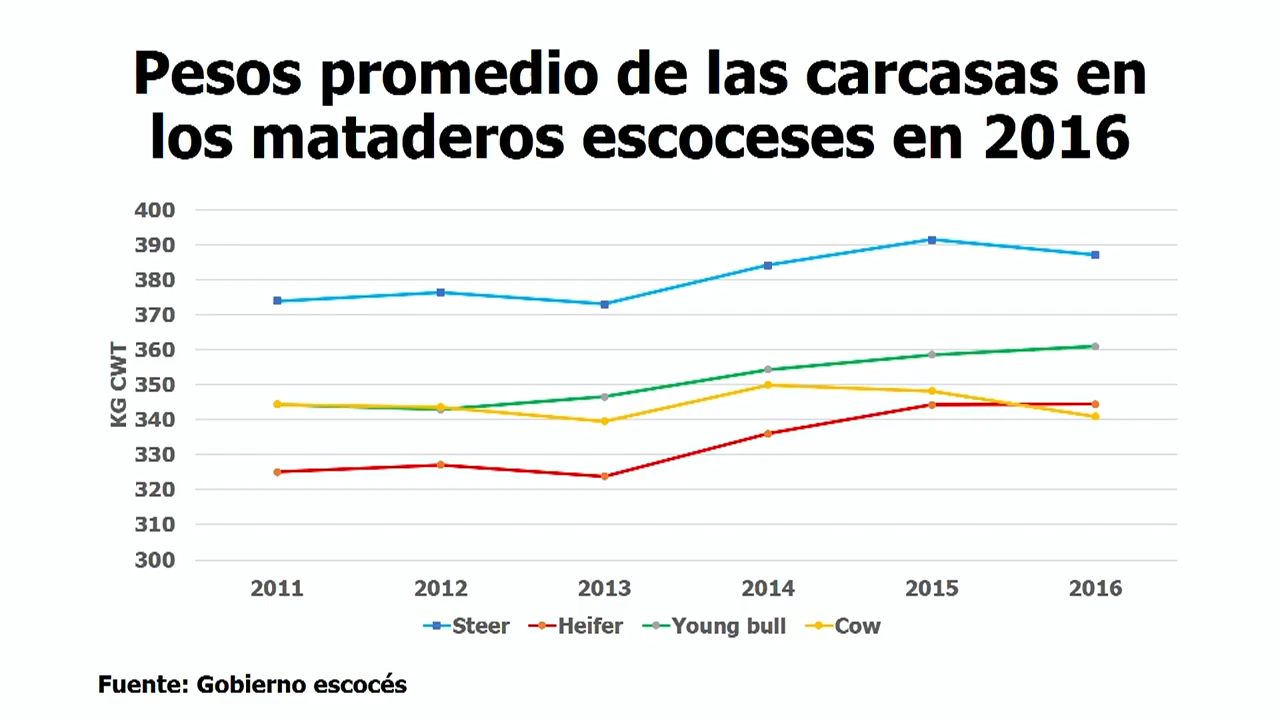 Pesos promedio de las carcasas en
los mataderos escoceses en 2016
400
390
380
370
360
350
340
330
320
310
300
KG CWT
2011 2012 2013 2014 2015 2016
Steer Heifer Young bull Cow
Fuente: Gobierno escocés